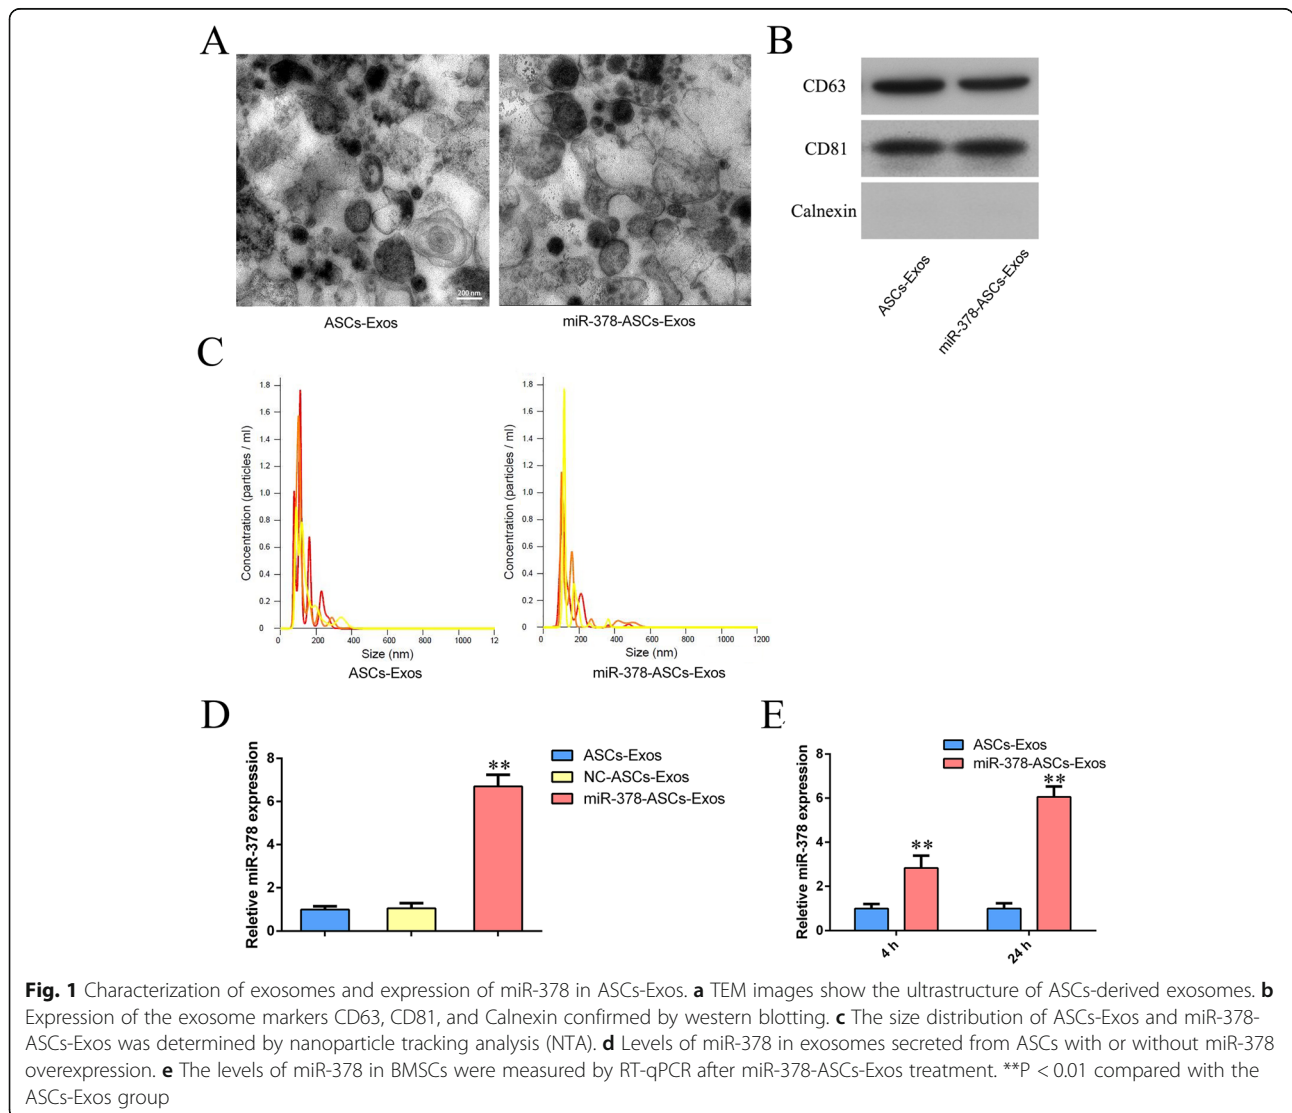 A
B
200 nm
ASCs-Exos
miR-378-ASCs-Exos
CD63
CD81
Calnexin
ASCs-Exos
miR-378-ASCs-Exos
C
Concentration (particles / ml)
1.8
1.6
1.4
1.2
1.0
0.8
0.6
0.4
0.2
0
0 200 400 600 800 1000 12
Size (nm)
ASCs-Exos
Concentration (particles / ml)
1.8
1.6
1.4
1.2
1.0
0.8
0.6
0.4
0.2
0
0 200 400 600 800 1000 1200
Size (nm)
miR-378-ASCs-Exos
D
Reletive miR-378 expression
8
6
4
2
0
**
ASCs-Exos
NC-ASCs-Exos
miR-378-ASCs-Exos
E
Reletive miR-378 expression
8
6
4
2
0
**
**
4 h
24 h
ASCs-Exos
miR-378-ASCs-Exos
Fig. 1 Characterization of exosomes and expression of miR-378 in ASCs-Exos. a TEM images show the ultrastructure of ASCs-derived exosomes. b
Expression of the exosome markers CD63, CD81, and Calnexin confirmed by western blotting. c The size distribution of ASCs-Exos and miR-378-
ASCs-Exos was determined by nanoparticle tracking analysis (NTA). d Levels of miR-378 in exosomes secreted from ASCs with or without miR-378
overexpression. e The levels of miR-378 in BMSCs were measured by RT-qPCR after miR-378-ASCs-Exos treatment. **P < 0.01 compared with the
ASCs-Exos group